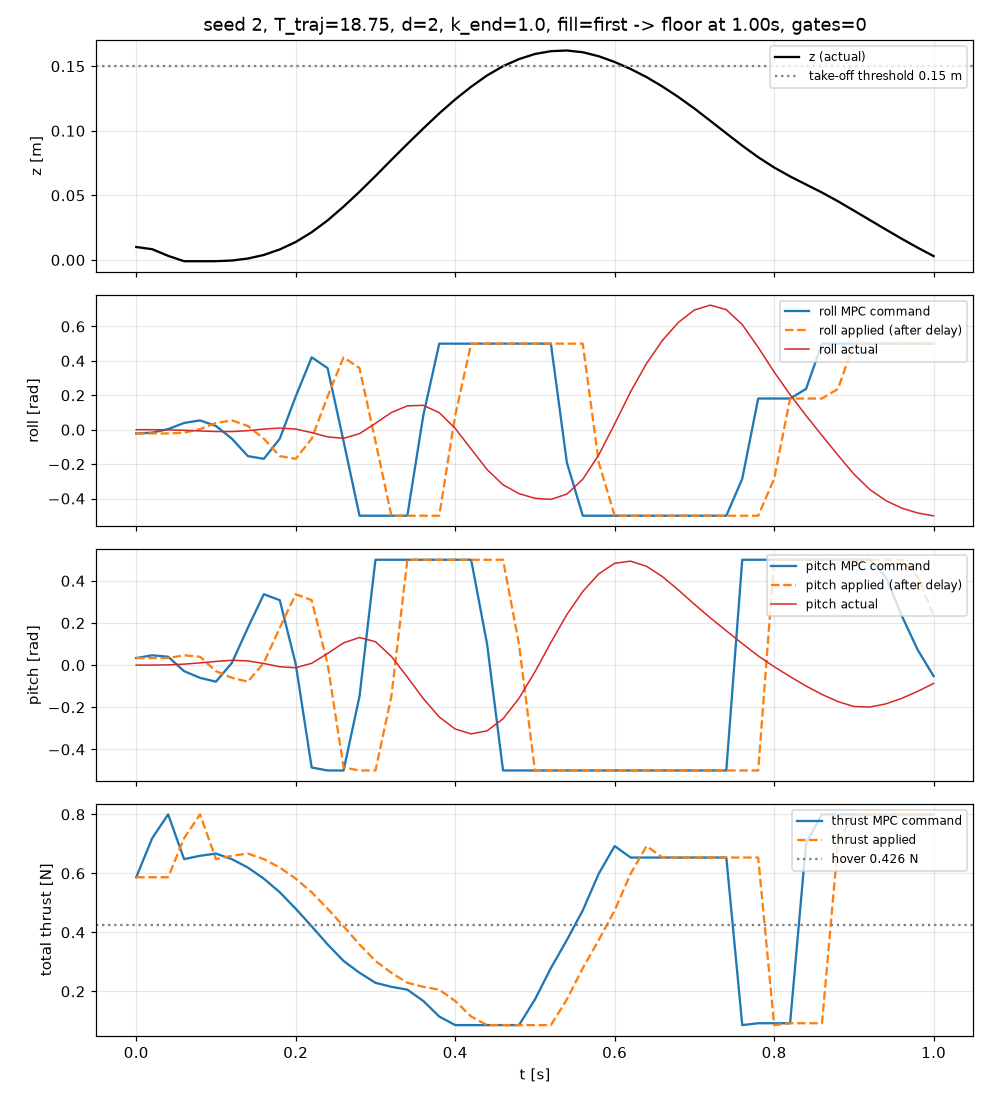 seed 2, T_traj=18.75, d=2, k_end=1.0, fill=first -> floor at 1.00s, gates=0
z [m]
0.15
0.10
0.05
0.00
z (actual)
take-off threshold 0.15 m
roll [rad]
0.6
0.4
0.2
0.0
−0.2
−0.4
roll MPC command
roll applied (after delay)
roll actual
pitch [rad]
0.4
0.2
0.0
−0.2
−0.4
pitch MPC command
pitch applied (after delay)
pitch actual
total thrust [N]
0.8
0.6
0.4
0.2
thrust MPC command
thrust applied
hover 0.426 N
0.0 0.2 0.4 0.6 0.8 1.0
t [s]